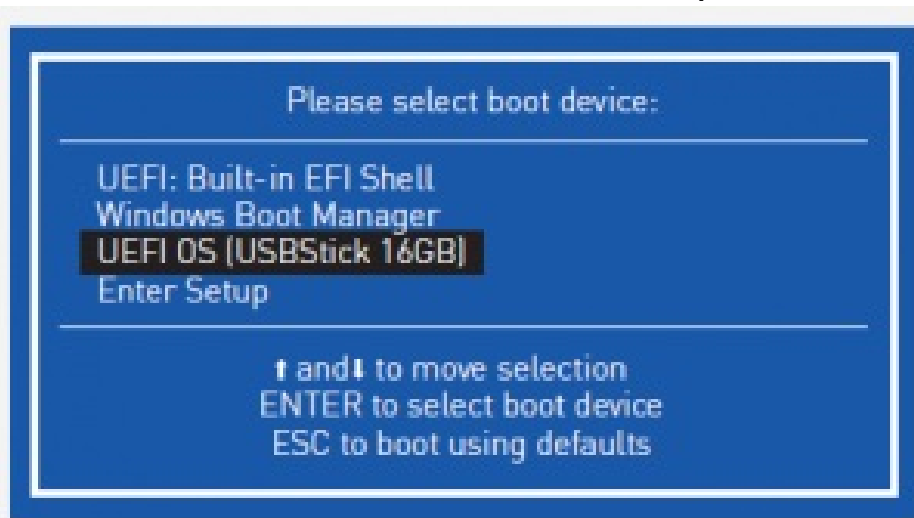 Please select boot device:
UEFI: Built-in EFI Shell
Windows Boot Manager
UEFI OS (USBStick 16GB)
Enter Setup
⬆ and⬇ to move selection
ENTER to select boot device
ESC to boot using defaults